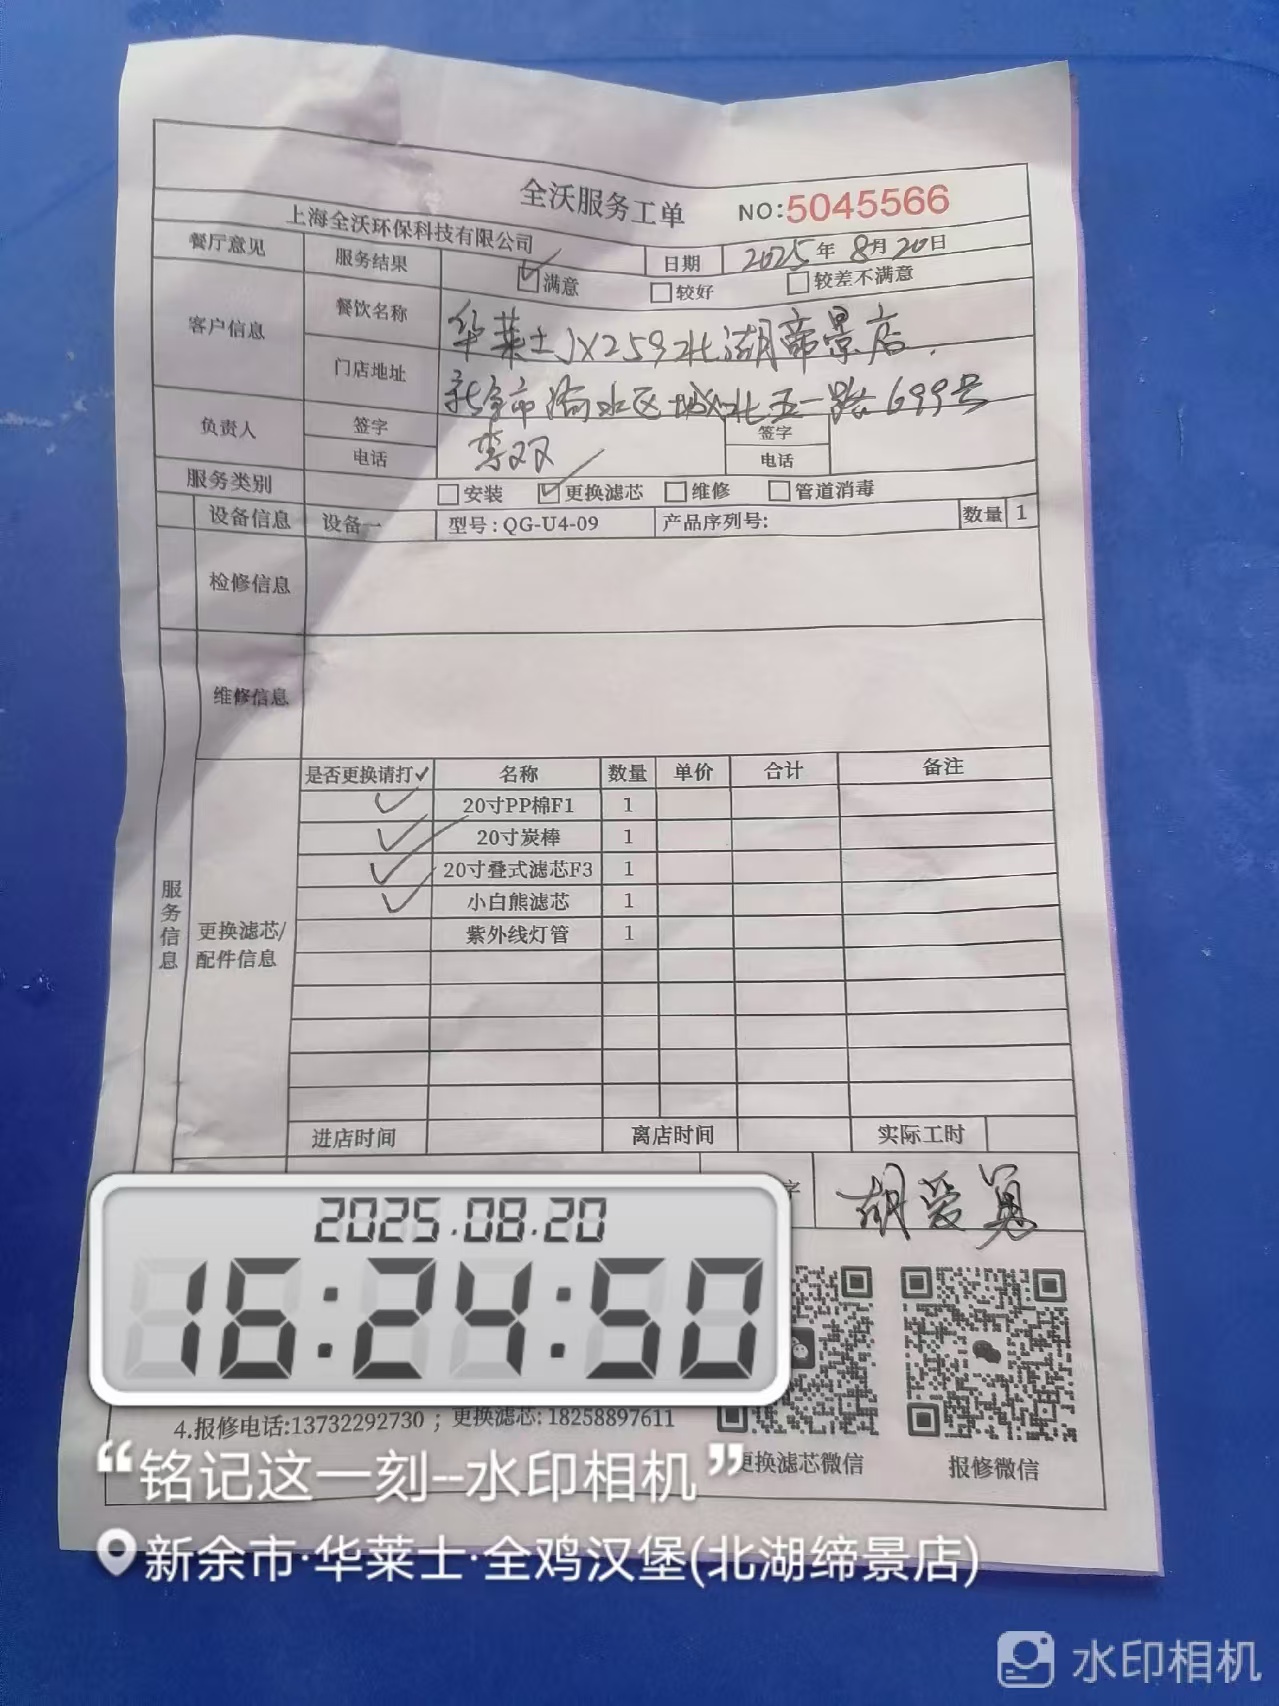 全沃服务工单 NO:5045566
上海全沃环保科技有限公司 日期 2025年8月20日
餐厅意见 服务结果 满意 较好 较差不满意
客户信息 餐饮名称 华莱士JX259北湖帝景店
门店地址 新余市渝水区城北五一路699号
负责人 签字 李双 签字
电话 电话
服务类别 安装 更换滤芯 维修 管道消毒
设备信息 设备一 型号:QG-U4-09 产品序列号: 数量 1
检修信息
维修信息
服务信息
更换滤芯/
配件信息
是否更换请打✓ 名称 数量 单价 合计 备注
✓ 20寸PP棉F1 1
✓ 20寸炭棒 1
✓ 20寸叠式滤芯F3 1
✓ 小白熊滤芯 1
紫外线灯管 1
进店时间 离店时间 实际工时
字 胡爱勇
2025.08.20
16:24:50
4.报修电话:13732292730 ; 更换滤芯:18258897611
更换滤芯微信 报修微信
“铭记这一刻--水印相机”
新余市·华莱士·全鸡汉堡(北湖缔景店)
水印相机